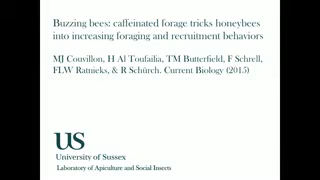 Buzzing bees: caffeinated forage tricks honeybees
into increasing foraging and recruitment behaviors
MJ Couvillon, H Al Toufailia, TM Butterfield, F Schrell,
FLW Ratnieks, & R Schürch. Current Biology (2015)
US
University of Sussex
Laboratory of Apiculture and Social Insects